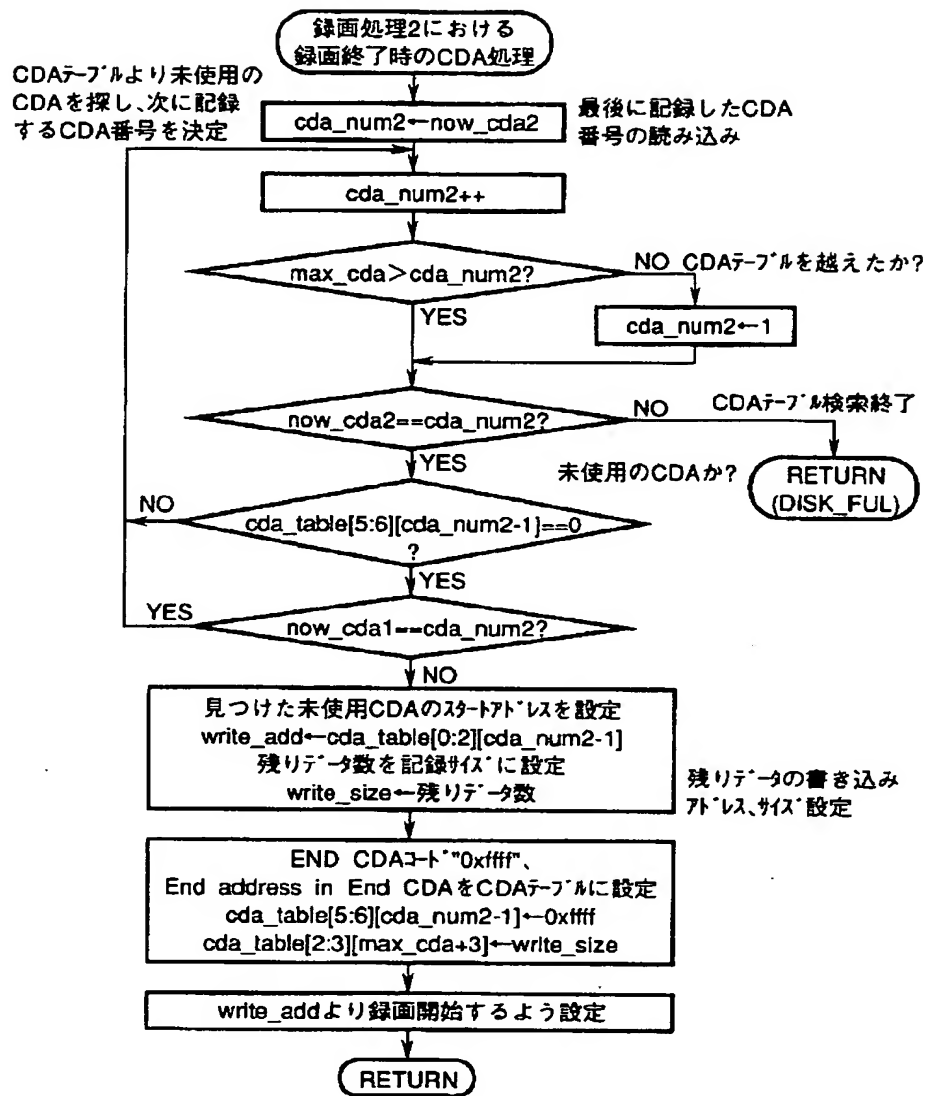 録画処理2における
録画終了時のCDA処理
CDAテーブルより未使用の
CDAを探し、次に記録
するCDA番号を決定
cda_num2←now_cda2
最後に記録したCDA
番号の読み込み
cda_num2++
max_cda>cda_num2?
NO
CDAテーブルを越えたか?
YES
cda_num2←1
now_cda2==cda_num2?
NO
CDAテーブル検索終了
YES
未使用のCDAか?
RETURN
(DISK_FUL)
NO
cda_table[5:6][cda_num2-1]==0
?
YES
YES
now_cda1==cda_num2?
NO
見つけた未使用CDAのスタートアドレスを設定
write_add←cda_table[0:2][cda_num2-1]
残りデータ数を記録サイズに設定
write_size←残りデータ数
残りデータの書き込み
アドレス、サイズ設定
END CDAコード"0xffff"、
End address in End CDAをCDAテーブルに設定
cda_table[5:6][cda_num2-1]←0xffff
cda_table[2:3][max_cda+3]←write_size
write_addより録画開始するよう設定
RETURN